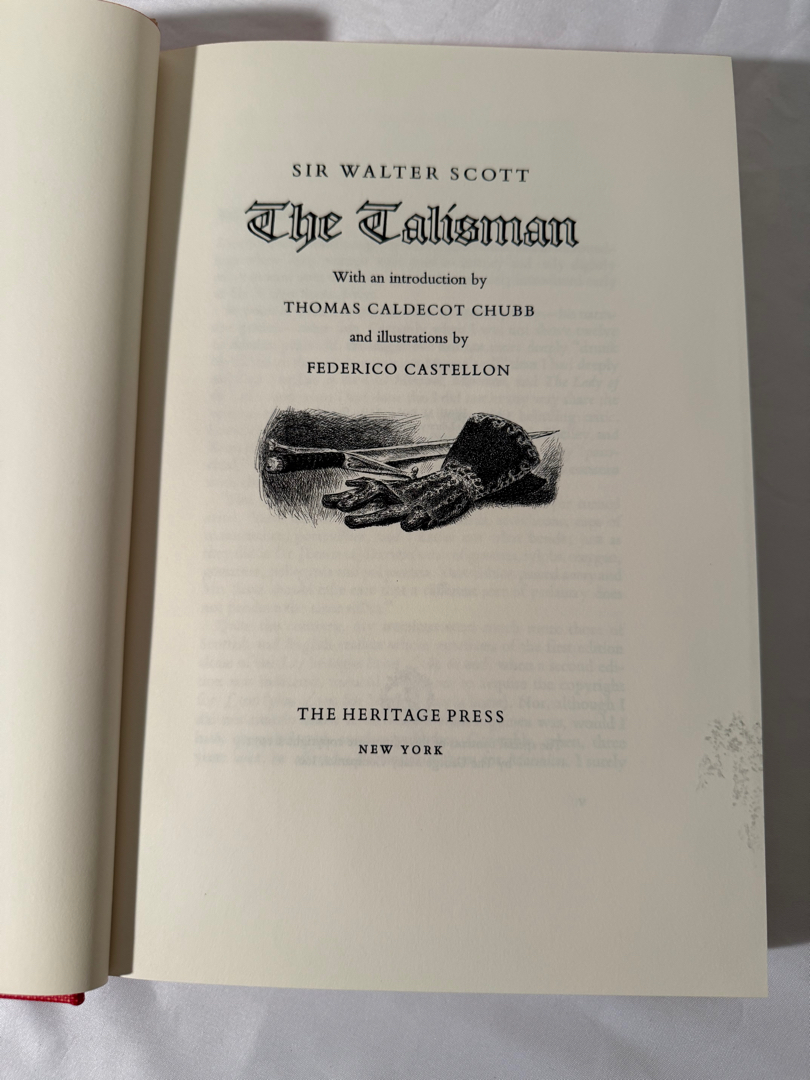 SIR WALTER SCOTT
The Talisman
With an introduction by
THOMAS CALDECOT CHUBB
and illustrations by
FEDERICO CASTELLON
THE HERITAGE PRESS
NEW YORK